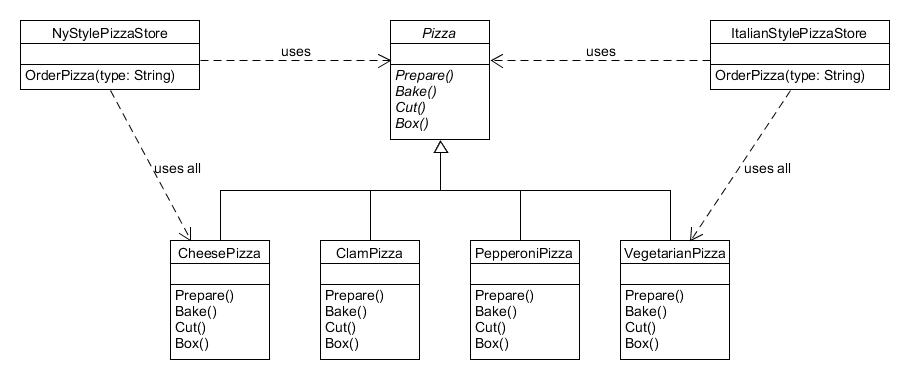 NyStylePizzaStore
OrderPizza(type: String)
uses
Pizza
Prepare()
Bake()
Cut()
Box()
uses
ItalianStylePizzaStore
OrderPizza(type: String)
uses all
uses all
CheesePizza
Prepare()
Bake()
Cut()
Box()
ClamPizza
Prepare()
Bake()
Cut()
Box()
PepperoniPizza
Prepare()
Bake()
Cut()
Box()
VegetarianPizza
Prepare()
Bake()
Cut()
Box()